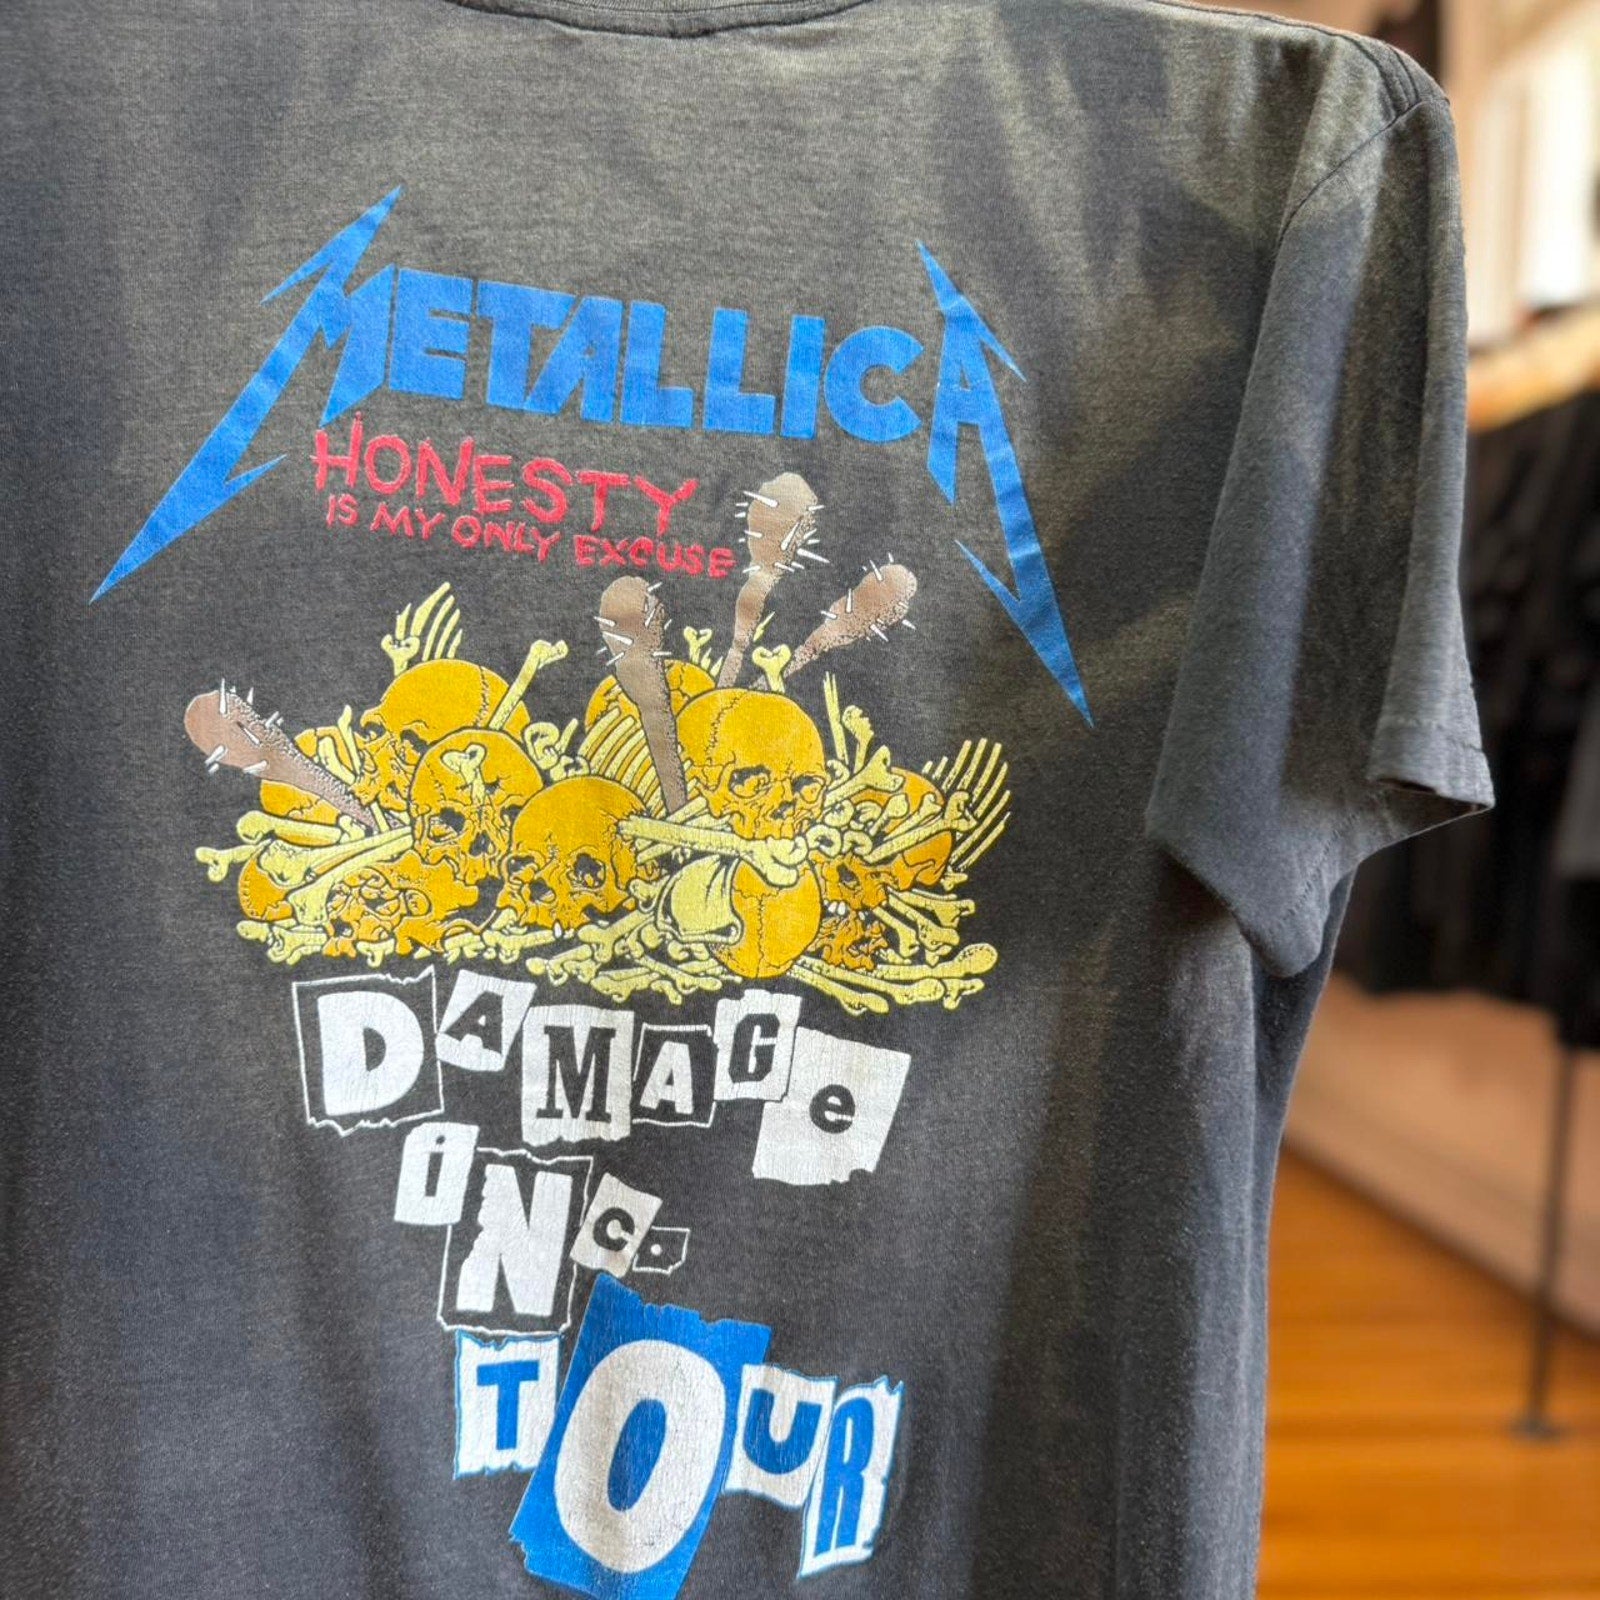 METALLICA
HONESTY
IS MY ONLY EXCUSE
DAMAGe
iNc.
TOUR